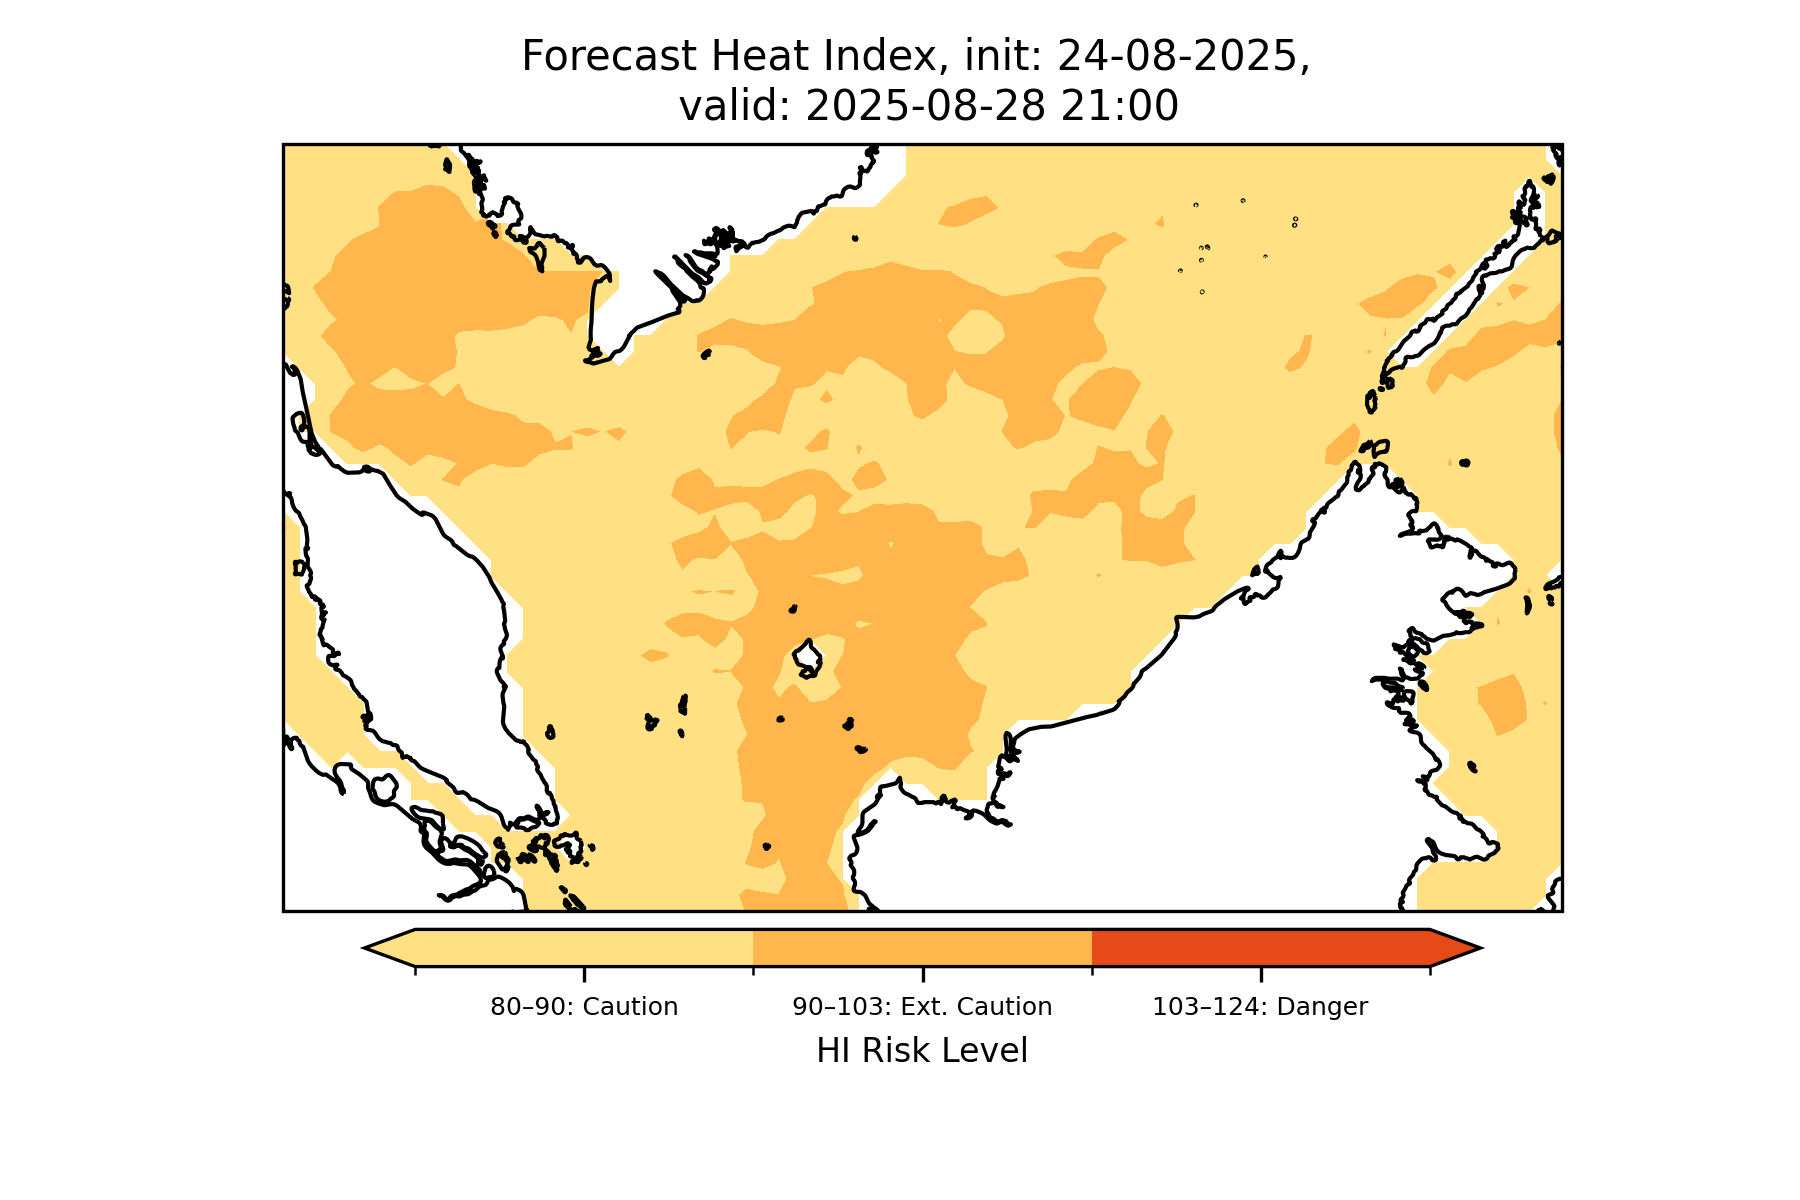 Forecast Heat Index, init: 24-08-2025,
valid: 2025-08-28 21:00
80–90: Caution
90–103: Ext. Caution
103–124: Danger
HI Risk Level